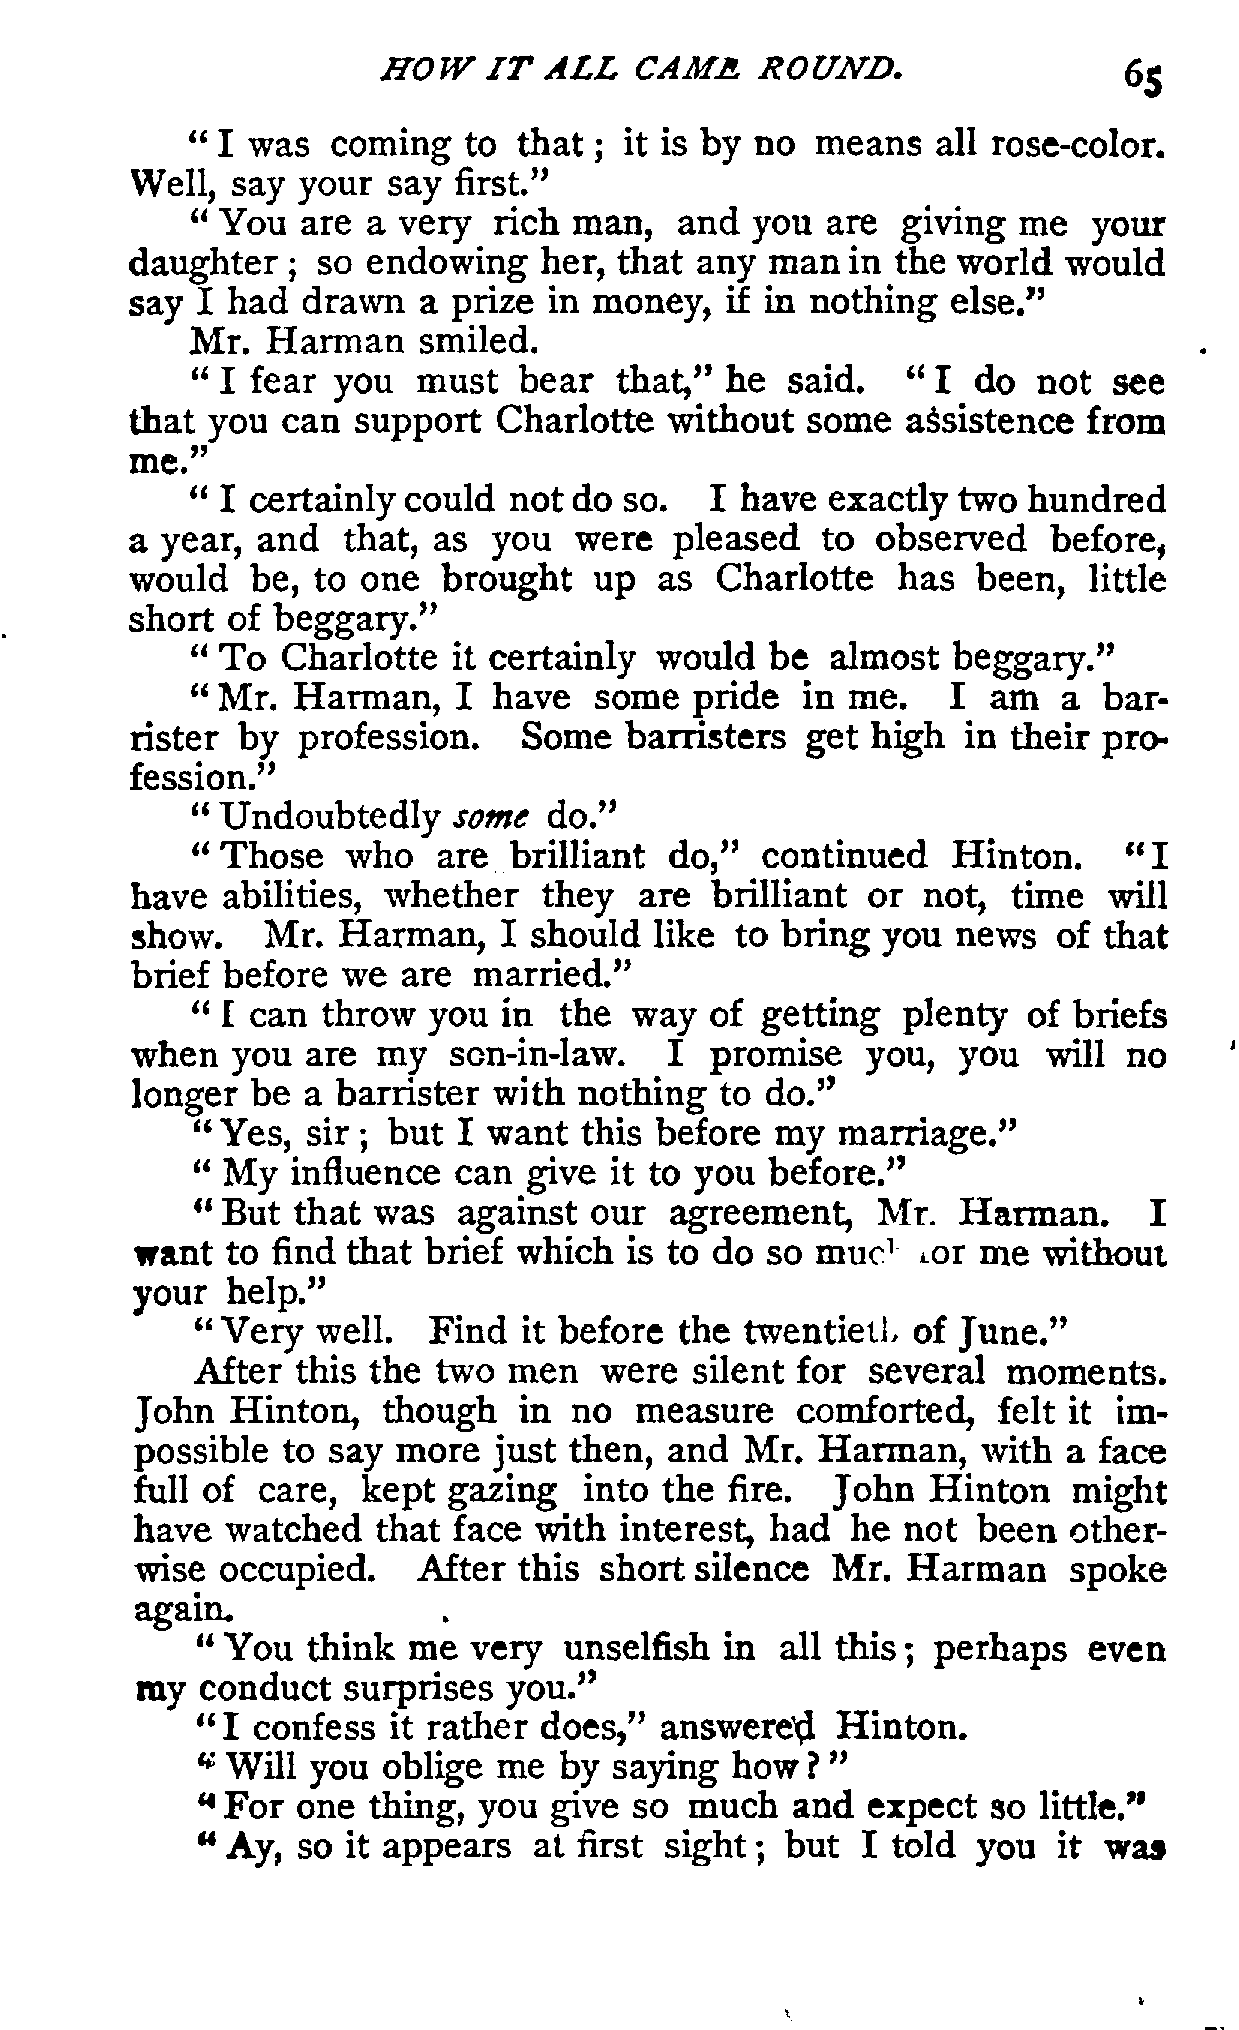 HOW IT ALL CAME ROUND. 65
"I was coming to that; it is by no means all rose-color.
Well, say your say first."
"You are a very rich man, and you are giving me your
daughter; so endowing her, that any man in the world would
say I had drawn a prize in money, if in nothing else."
Mr. Harman smiled.
"I fear you must bear that," he said. "I do not see
that you can support Charlotte without some assistence from
me."
"I certainly could not do so. I have exactly two hundred
a year, and that, as you were pleased to observed before,
would be, to one brought up as Charlotte has been, little
short of beggary."
"To Charlotte it certainly would be almost beggary."
"Mr. Harman, I have some pride in me. I am a bar-
rister by profession. Some barristers get high in their pro-
fession."
"Undoubtedly some do."
"Those who are brilliant do," continued Hinton. "I
have abilities, whether they are brilliant or not, time will
show. Mr. Harman, I should like to bring you news of that
brief before we are married."
"I can throw you in the way of getting plenty of briefs
when you are my son-in-law. I promise you, you will no
longer be a barrister with nothing to do."
"Yes, sir; but I want this before my marriage."
"My influence can give it to you before."
"But that was against our agreement, Mr. Harman. I
want to find that brief which is to do so much for me without
your help."
"Very well. Find it before the twentieth of June."
After this the two men were silent for several moments.
John Hinton, though in no measure comforted, felt it im-
possible to say more just then, and Mr. Harman, with a face
full of care, kept gazing into the fire. John Hinton might
have watched that face with interest, had he not been other-
wise occupied. After this short silence Mr. Harman spoke
again.
"You think me very unselfish in all this; perhaps even
my conduct surprises you."
"I confess it rather does," answered Hinton.
"Will you oblige me by saying how?"
"For one thing, you give so much and expect so little."
"Ay, so it appears at first sight; but I told you it was